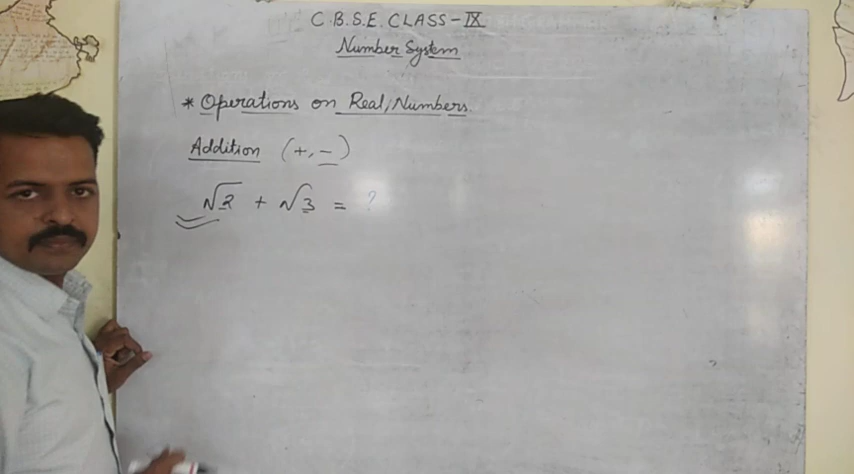 C.B.S.E. CLASS - IX
Number System
* Operations on Real Numbers.
Addition (+, -)
√2 + √3 = ?